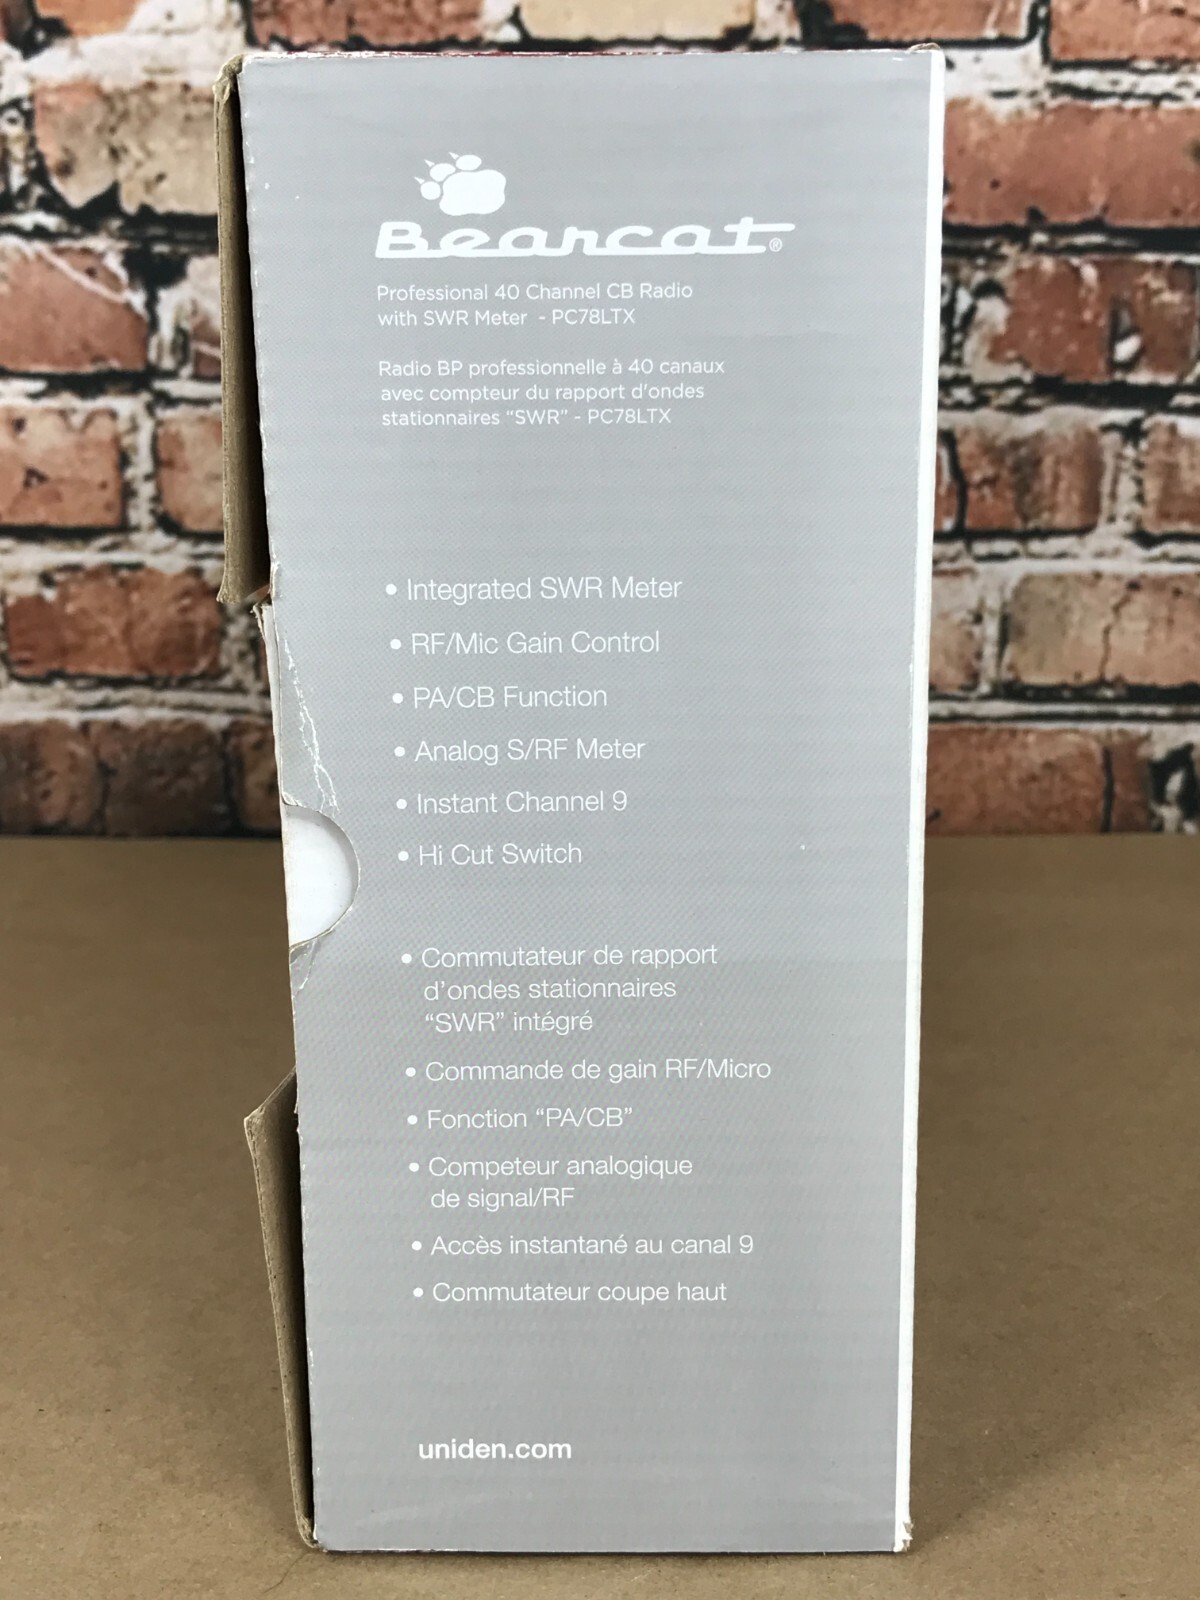 Bearcat®
Professional 40 Channel CB Radio
with SWR Meter - PC78LTX
Radio BP professionnelle à 40 canaux
avec compteur du rapport d'ondes
stationnaires “SWR” - PC78LTX
• Integrated SWR Meter
• RF/Mic Gain Control
• PA/CB Function
• Analog S/RF Meter
• Instant Channel 9
• Hi Cut Switch
• Commutateur de rapport
d'ondes stationnaires
“SWR” intégré
• Commande de gain RF/Micro
• Fonction “PA/CB”
• Competeur analogique
de signal/RF
• Accès instantané au canal 9
• Commutateur coupe haut
uniden.com